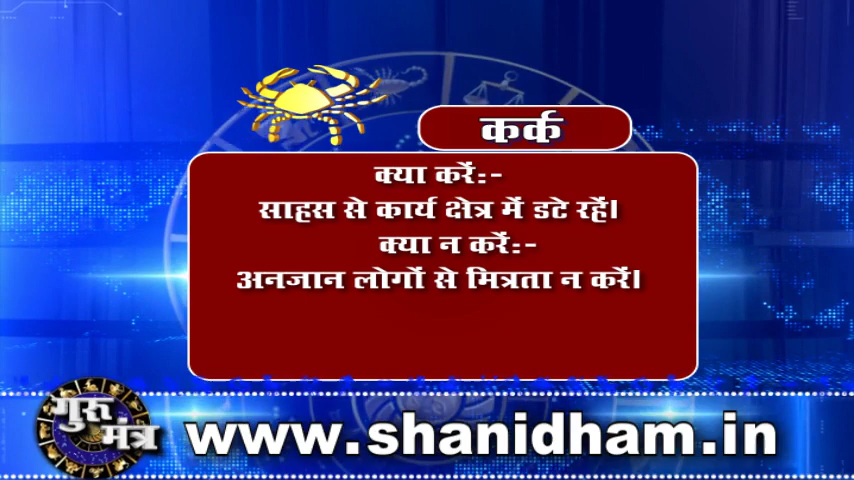 कर्क
क्या करें:-
साहस से कार्य क्षेत्र में डटे रहें।
क्या न करें:-
अनजान लोगों से मित्रता न करें।
गुरु
मंत्र
www.shanidham.in